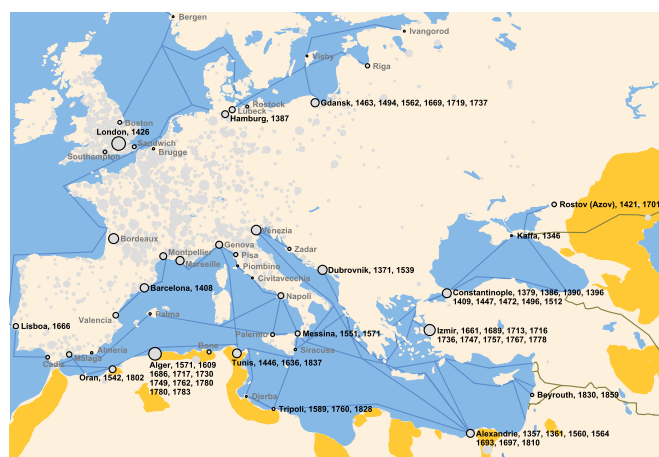 Bergen
Ivangorod
Visby
Riga
Rostock
Lübeck
Gdansk, 1463, 1494, 1562, 1669, 1719, 1737
Hamburg, 1387
Boston
London, 1426
Sandwich
Southampton
Brugge
Rostov (Azov), 1421, 1701
Kaffa, 1346
Venezia
Bordeaux
Genova
Zadar
Montpellier
Pisa
Marseille
Piombino
Dubrovnik, 1371, 1539
Civitavecchia
Barcelona, 1408
Constantinople, 1379, 1386, 1390, 1396
1409, 1447, 1472, 1496, 1512
Napoli
Valencia
Palma
Lisboa, 1666
Palermo
Messina, 1551, 1571
Izmir, 1661, 1689, 1713, 1716
1736, 1747, 1757, 1767, 1778
Bone
Siracusa
Almeria
Cadiz
Málaga
Alger, 1571, 1609
1686, 1717, 1730
1749, 1762, 1780
1780, 1783
Tunis, 1446, 1636, 1837
Oran, 1542, 1802
Djerba
Beyrouth, 1830, 1859
Tripoli, 1589, 1760, 1828
Alexandrie, 1357, 1361, 1560, 1564
1693, 1697, 1810